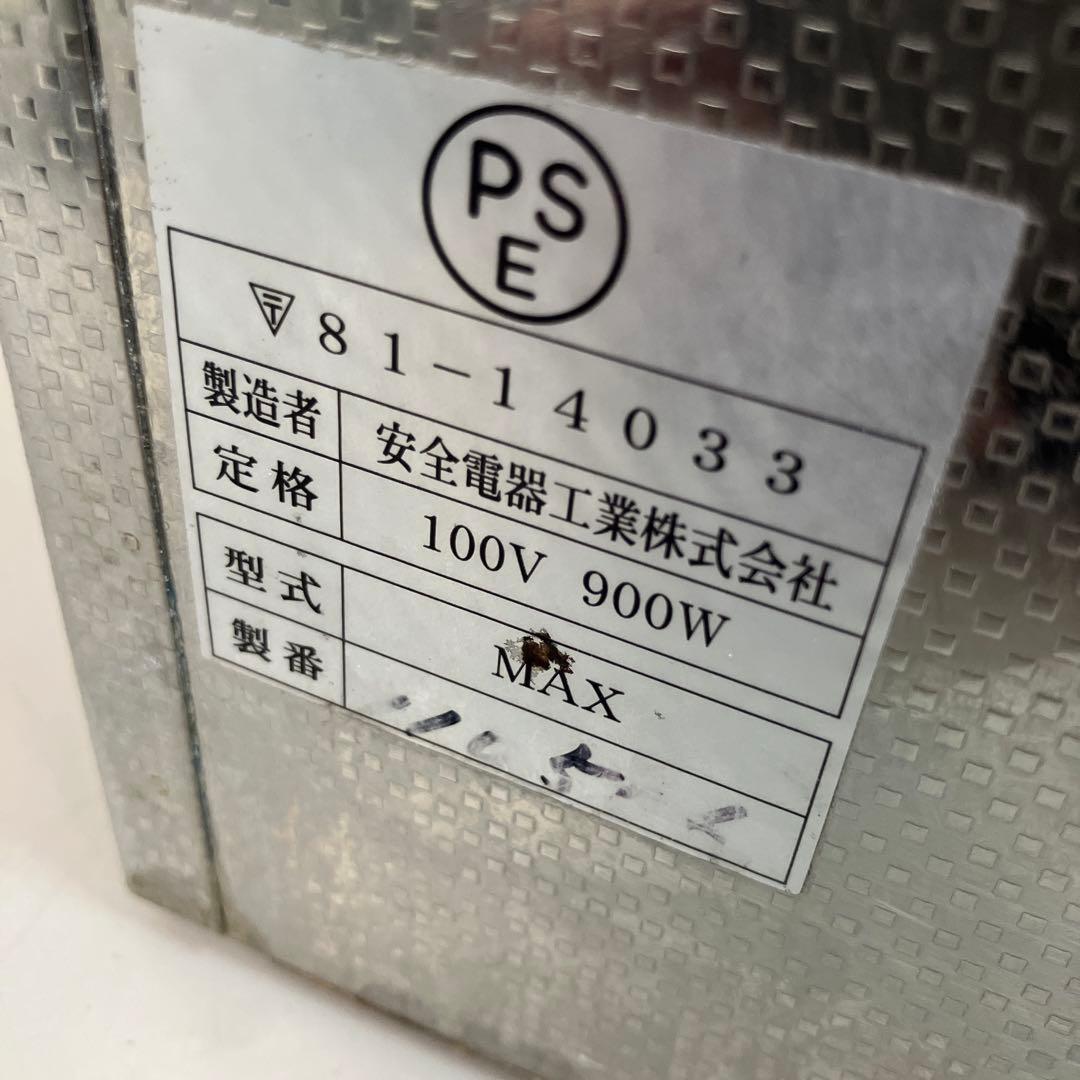 PSE
〒81-14033
製造者 安全電器工業株式会社
定格 100V 900W
型式 MAX
製番